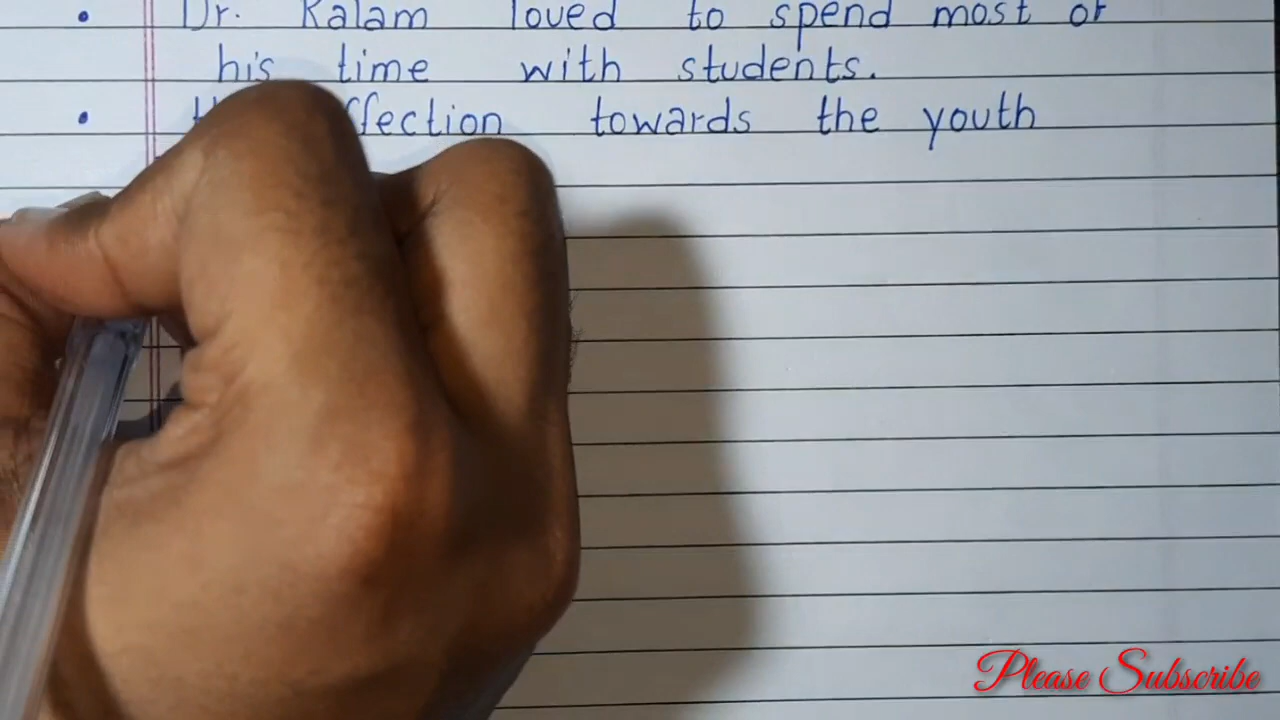 • Dr. Kalam loved to spend most of
his time with students.
• towards the youth
Please Subscribe